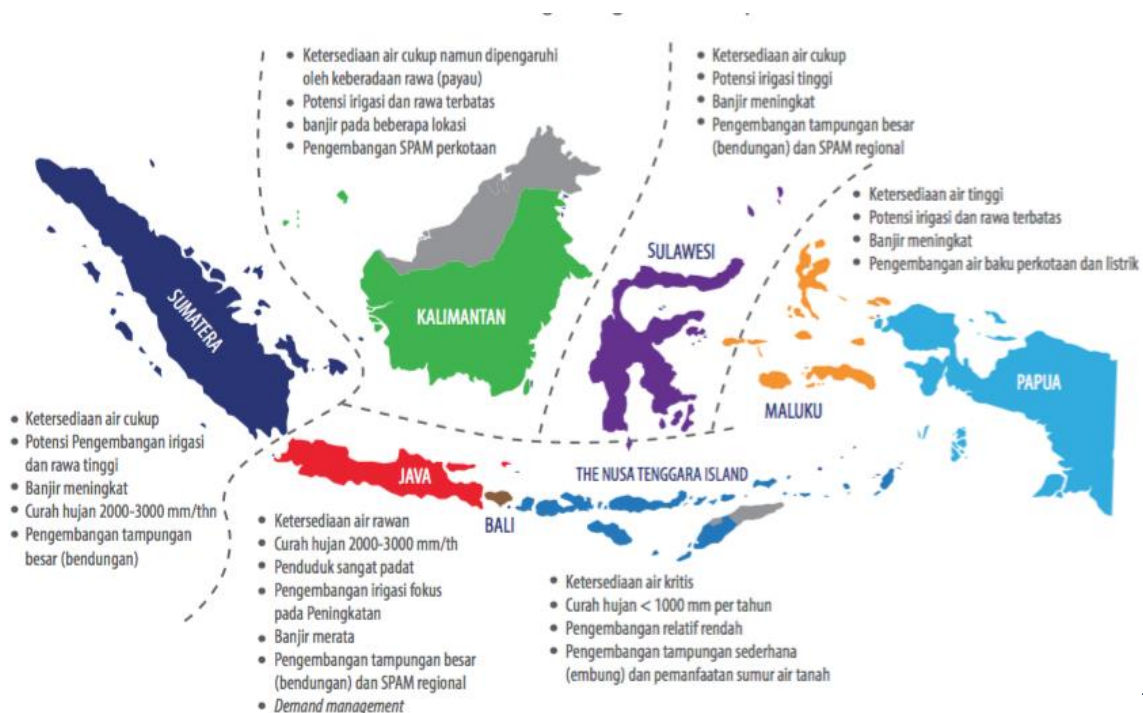 • Ketersediaan air cukup namun dipengaruhi
oleh keberadaan rawa (payau)
• Potensi irigasi dan rawa terbatas
• banjir pada beberapa lokasi
• Pengembangan SPAM perkotaan
• Ketersediaan air cukup
• Potensi irigasi tinggi
• Banjir meningkat
• Pengembangan tampungan besar
(bendungan) dan SPAM regional
• Ketersediaan air tinggi
• Potensi irigasi dan rawa terbatas
• Banjir meningkat
• Pengembangan air baku perkotaan dan listrik
SUMATERA
KALIMANTAN
SULAWESI
MALUKU
PAPUA
• Ketersediaan air cukup
• Potensi Pengembangan irigasi
dan rawa tinggi
• Banjir meningkat
• Curah hujan 2000-3000 mm/thn
• Pengembangan tampungan
besar (bendungan)
JAVA
BALI
THE NUSA TENGGARA ISLAND
• Ketersediaan air rawan
• Curah hujan 2000-3000 mm/th
• Penduduk sangat padat
• Pengembangan irigasi fokus
pada Peningkatan
• Banjir merata
• Pengembangan tampungan besar
(bendungan) dan SPAM regional
• Demand management
• Ketersediaan air kritis
• Curah hujan < 1000 mm per tahun
• Pengembangan relatif rendah
• Pengembangan tampungan sederhana
(embung) dan pemanfaatan sumur air tanah